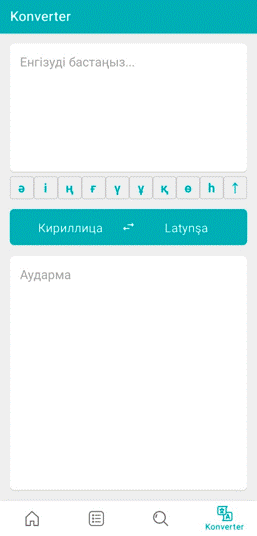 Konverter
Енгізуді бастаңыз...
ә і ң ғ ү ұ қ ө һ ↑
Кириллица Latynşa
Аударма
Konverter